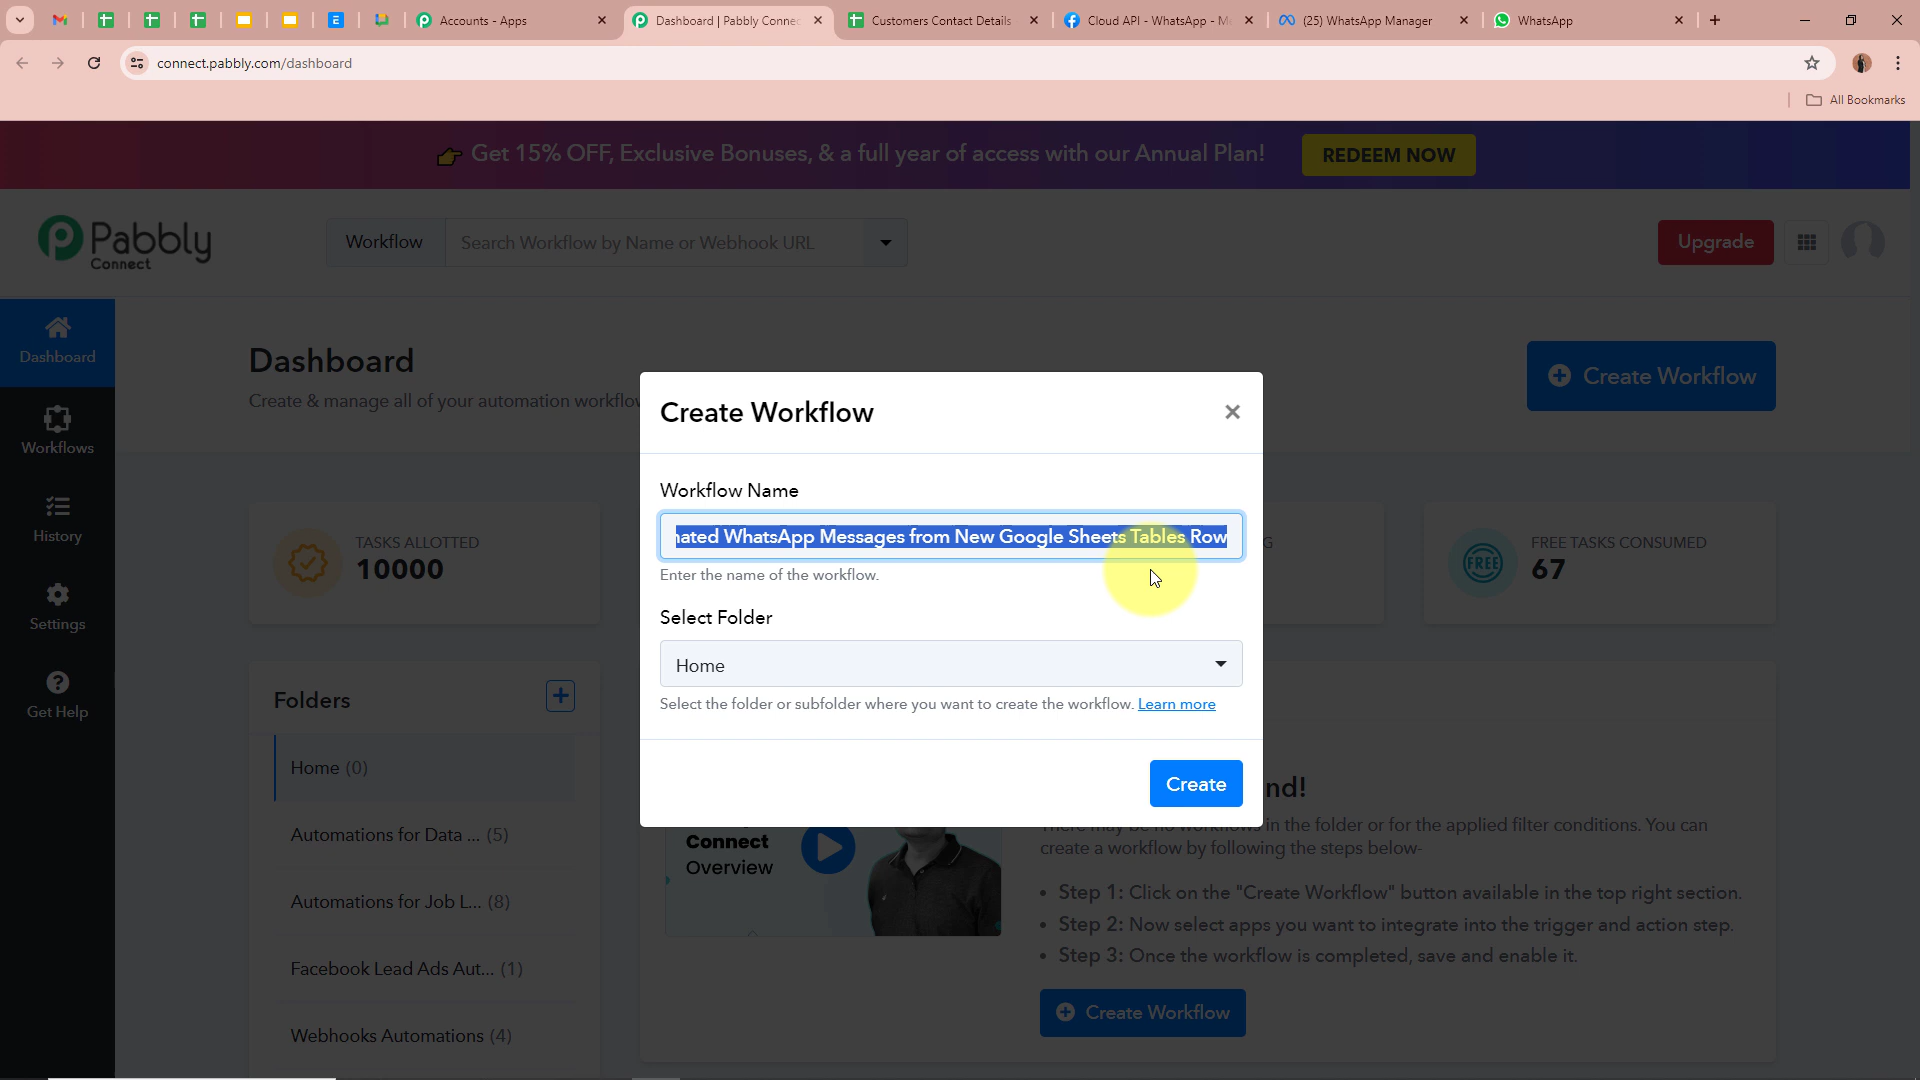 Accounts - Apps
Dashboard | Pabbly Connec
Customers Contact Details
Cloud API - WhatsApp - M
(25) WhatsApp Manager
WhatsApp
connect.pabbly.com/dashboard
All Bookmarks
Get 15% OFF, Exclusive Bonuses, & a full year of access with our Annual Plan!
REDEEM NOW
Pabbly
Connect
Workflow
Search Workflow by Name or Webhook URL
Upgrade
Dashboard
Workflows
History
Settings
Get Help
Dashboard
Create & manage all of your automation workflow
Create Workflow
TASKS ALLOTTED
10000
G
FREE TASKS CONSUMED
FREE
67
Create Workflow
Workflow Name
nated WhatsApp Messages from New Google Sheets Tables Row
Enter the name of the workflow.
Select Folder
Home
Select the folder or subfolder where you want to create the workflow. Learn more
Create
Folders
Home (0)
Automations for Data ... (5)
Automations for Job L... (8)
Facebook Lead Ads Aut... (1)
Webhooks Automations (4)
Connect
Overview
nd!
There may be no workflows in the folder or for the applied filter conditions. You can
create a workflow by following the steps below-
• Step 1: Click on the "Create Workflow" button available in the top right section.
• Step 2: Now select apps you want to integrate into the trigger and action step.
• Step 3: Once the workflow is completed, save and enable it.
Create Workflow